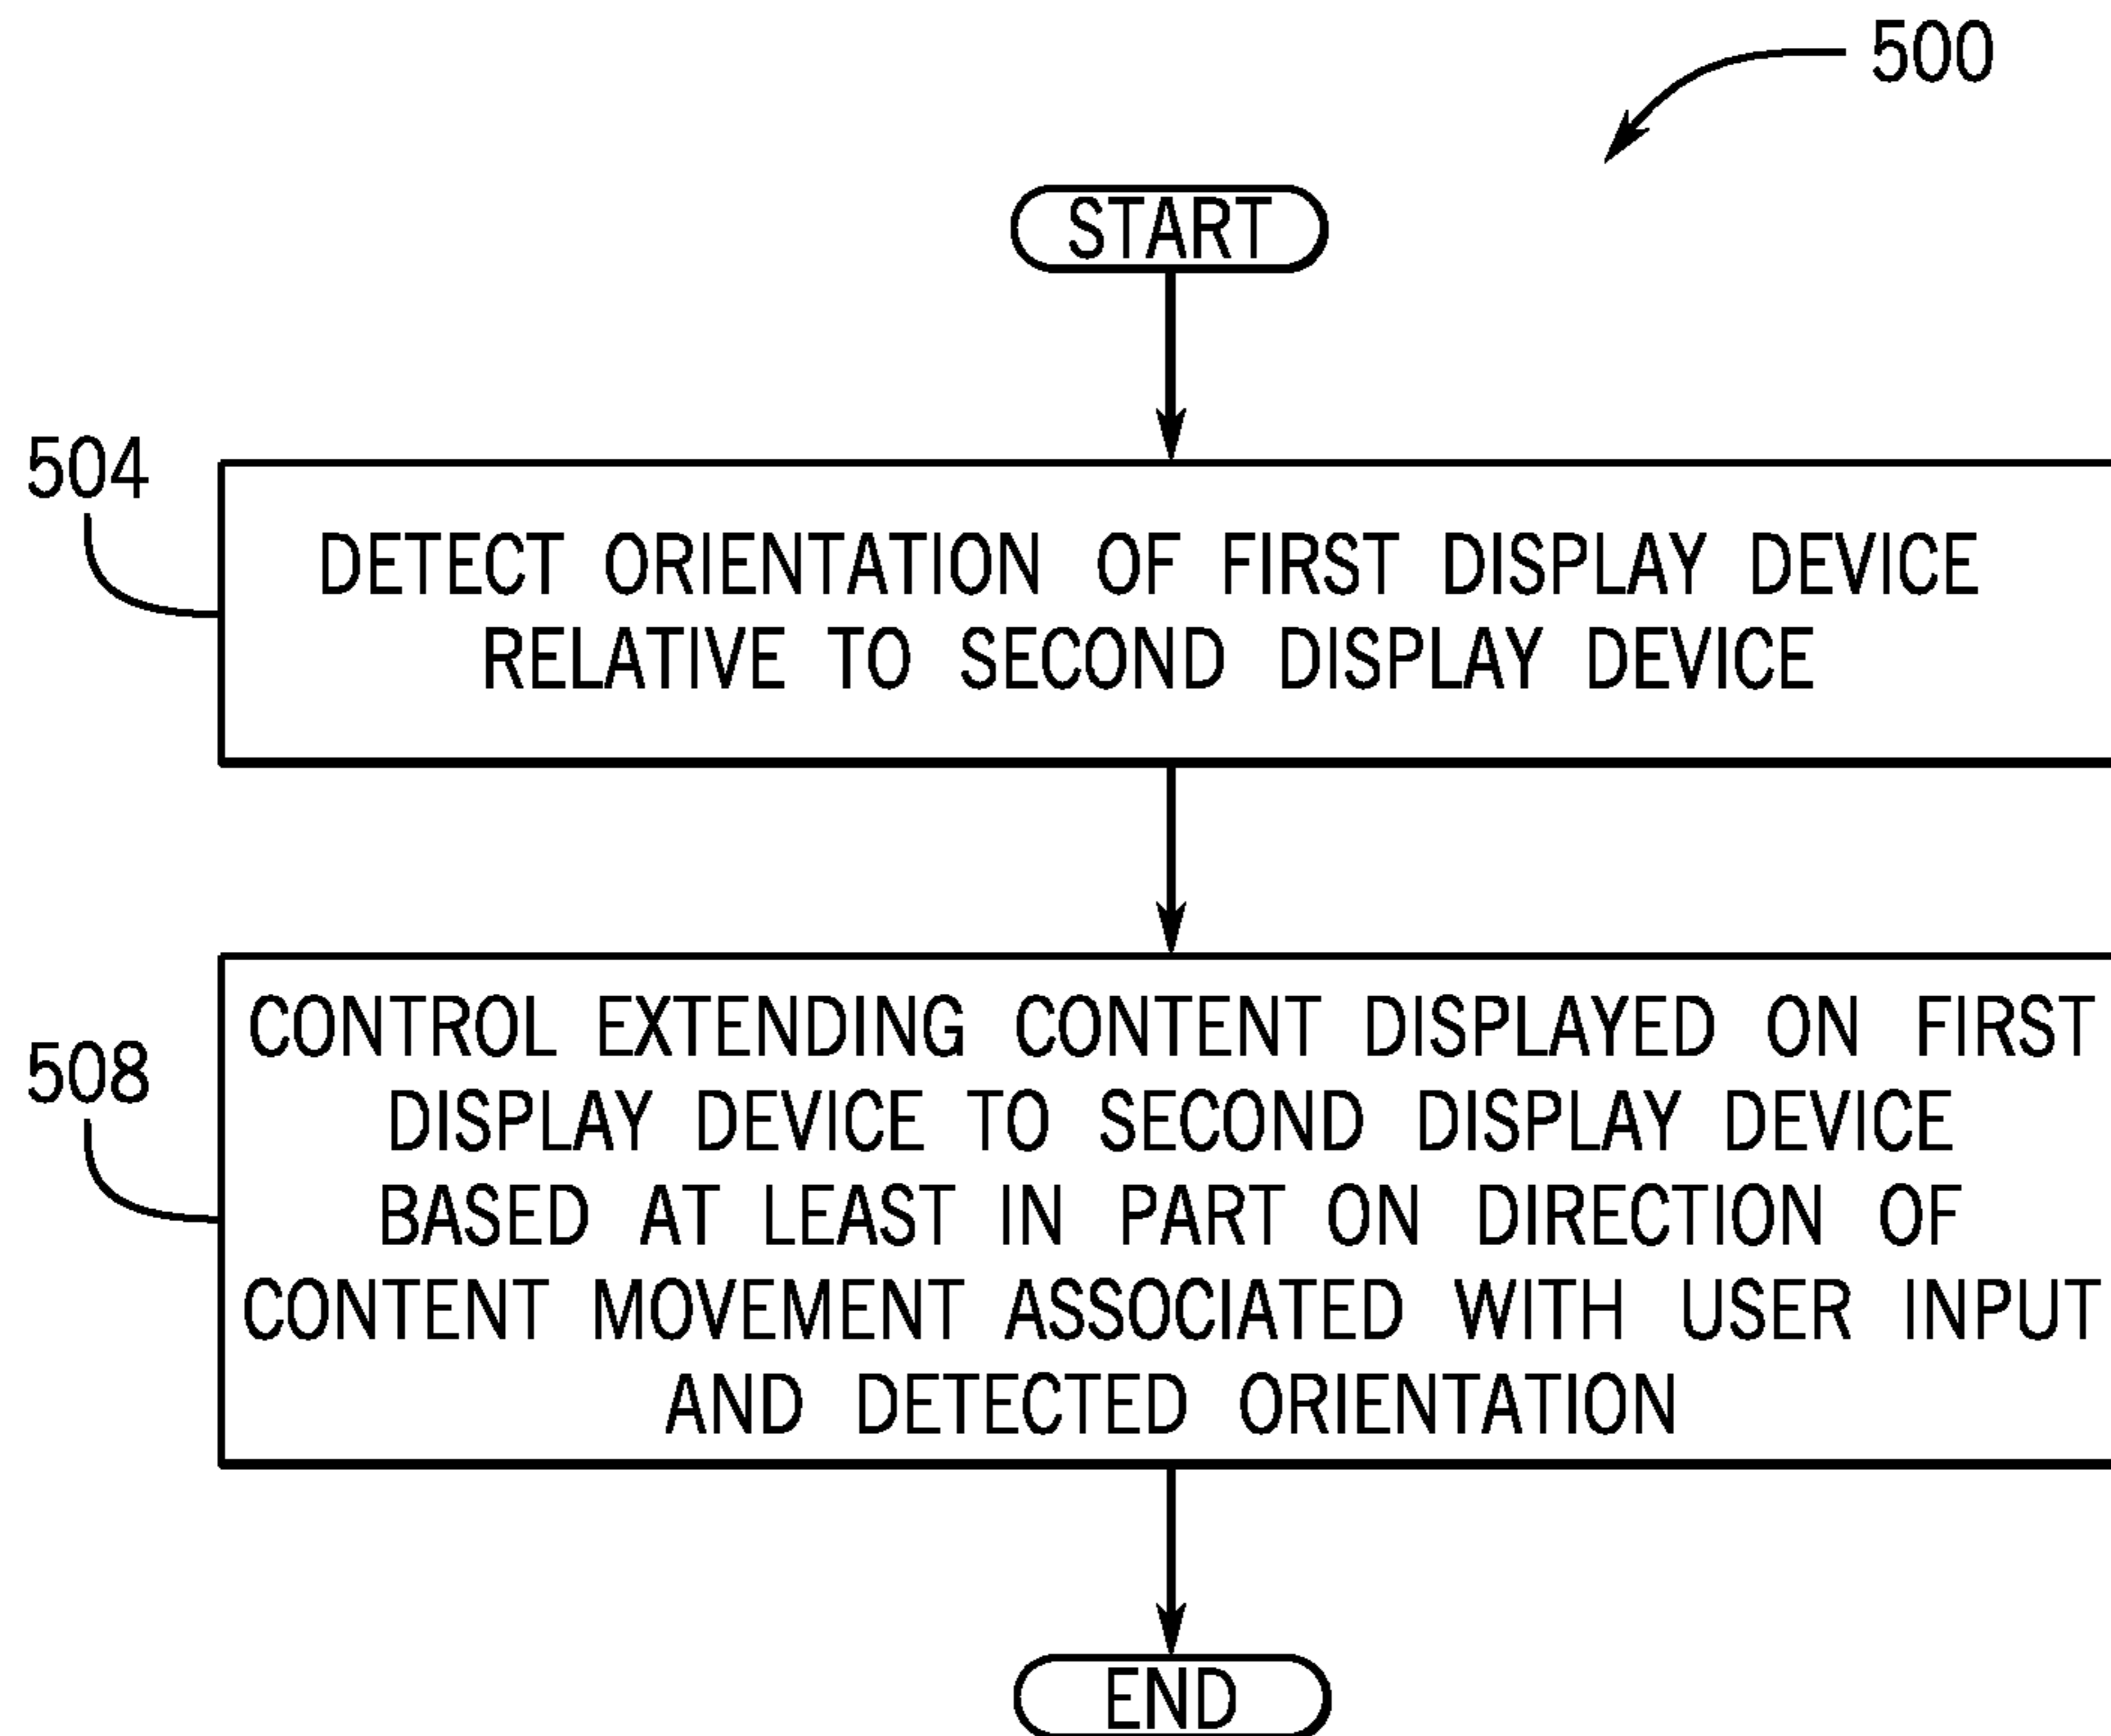 500
START
504
DETECT ORIENTATION OF FIRST DISPLAY DEVICE
RELATIVE TO SECOND DISPLAY DEVICE
508
CONTROL EXTENDING CONTENT DISPLAYED ON FIRST
DISPLAY DEVICE TO SECOND DISPLAY DEVICE
BASED AT LEAST IN PART ON DIRECTION OF
CONTENT MOVEMENT ASSOCIATED WITH USER INPUT
AND DETECTED ORIENTATION
END